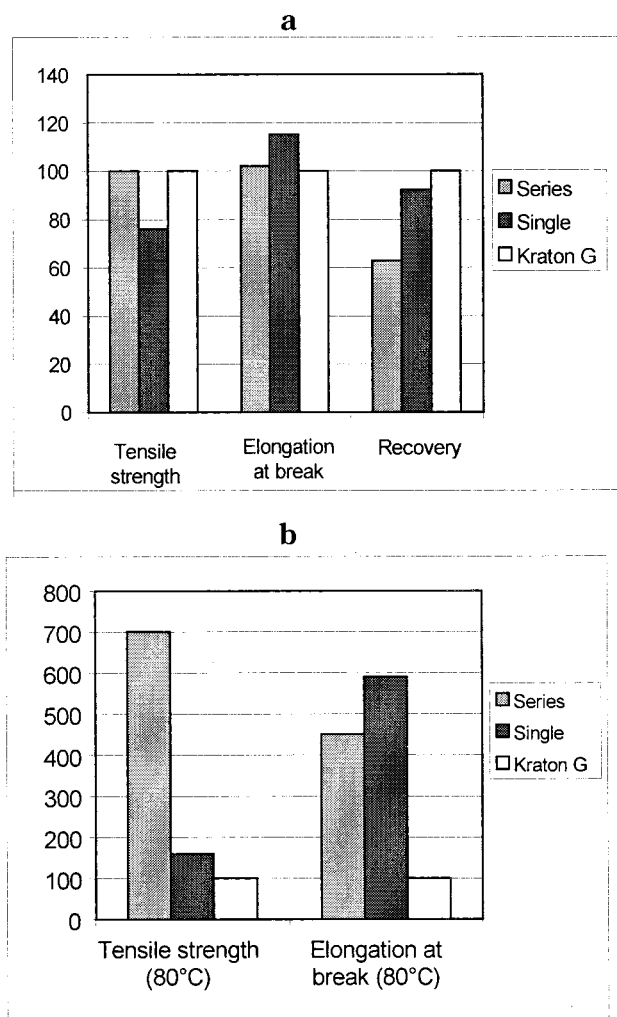 a
140
120
100
80
60
40
20
0
Tensile
strength
Elongation
at break
Recovery
Series
Single
Kraton G
b
800
700
600
500
400
300
200
100
0
Tensile strength
(80°C)
Elongation at
break (80°C)
Series
Single
Kraton G